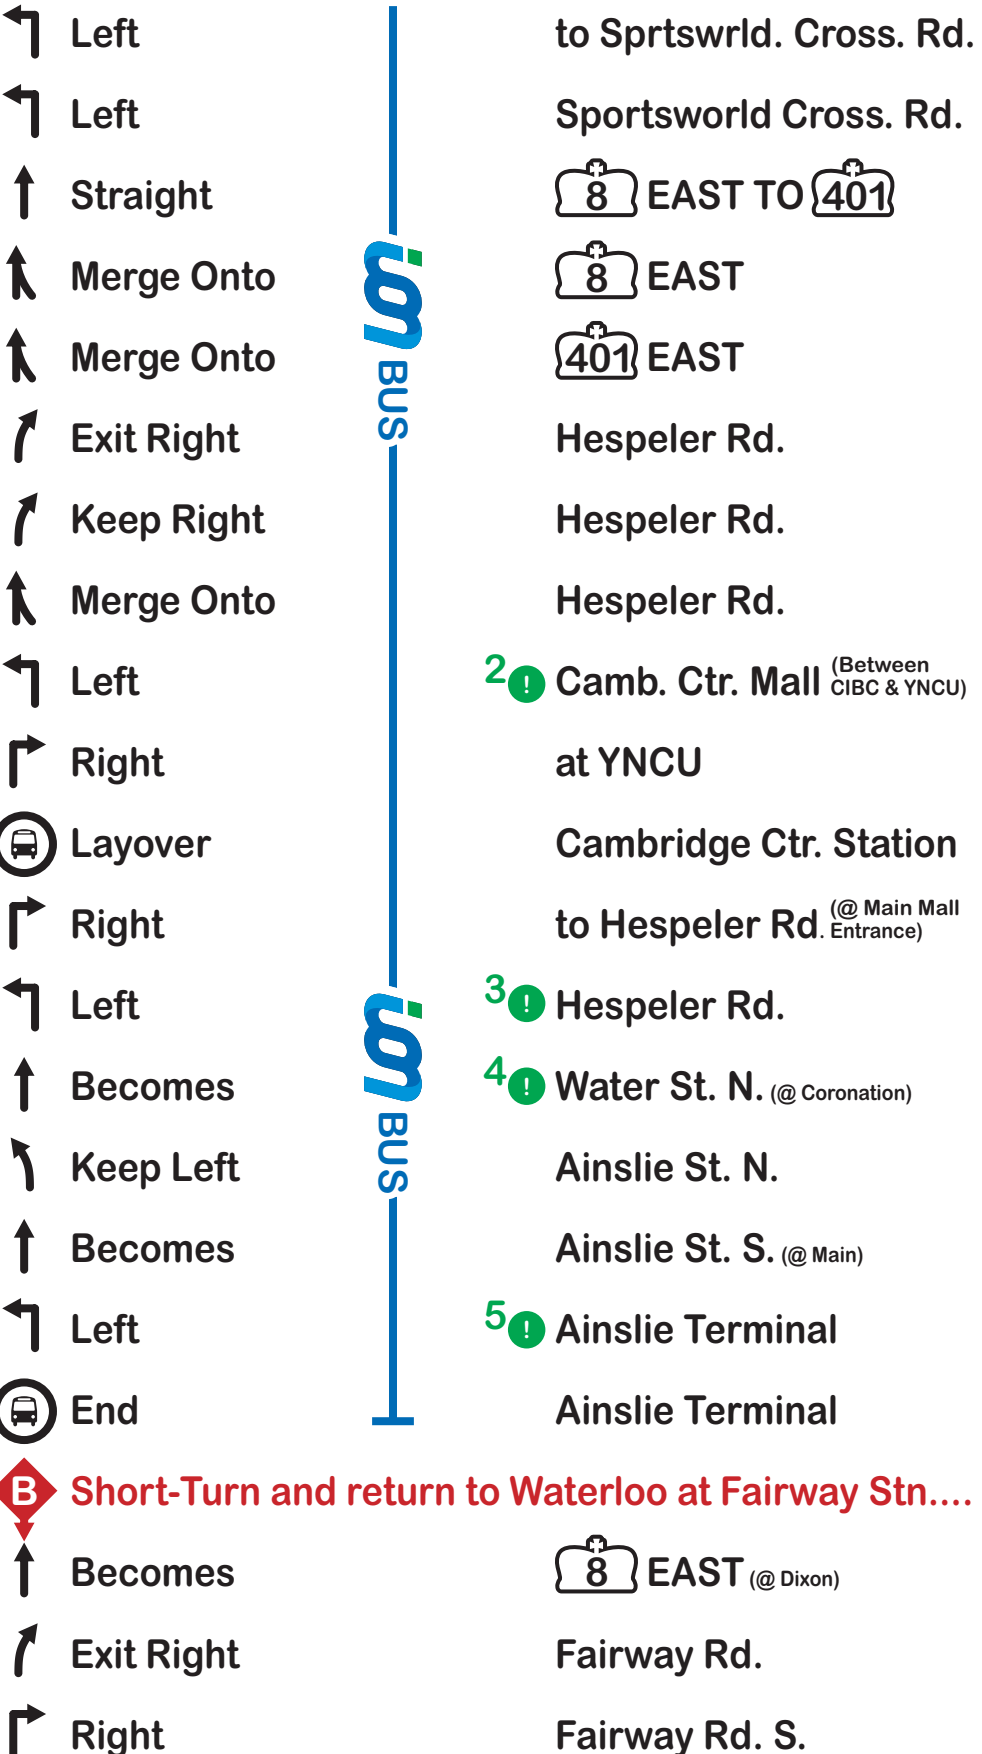 Left to Sprtswrld. Cross. Rd.
Left Sportsworld Cross. Rd.
Straight 8 EAST TO 401
Merge Onto 8 EAST
Merge Onto 401 EAST
ion BUS
Exit Right Hespeler Rd.
Keep Right Hespeler Rd.
Merge Onto Hespeler Rd.
Left 2 ! Camb. Ctr. Mall (Between CIBC & YNCU)
Right at YNCU
Layover Cambridge Ctr. Station
Right to Hespeler Rd. (@ Main Mall Entrance)
Left 3 ! Hespeler Rd.
ion BUS
Becomes 4 ! Water St. N. (@ Coronation)
Keep Left Ainslie St. N.
Becomes Ainslie St. S. (@ Main)
Left 5 ! Ainslie Terminal
End Ainslie Terminal
B Short-Turn and return to Waterloo at Fairway Stn....
Becomes 8 EAST (@ Dixon)
Exit Right Fairway Rd.
Right Fairway Rd. S.